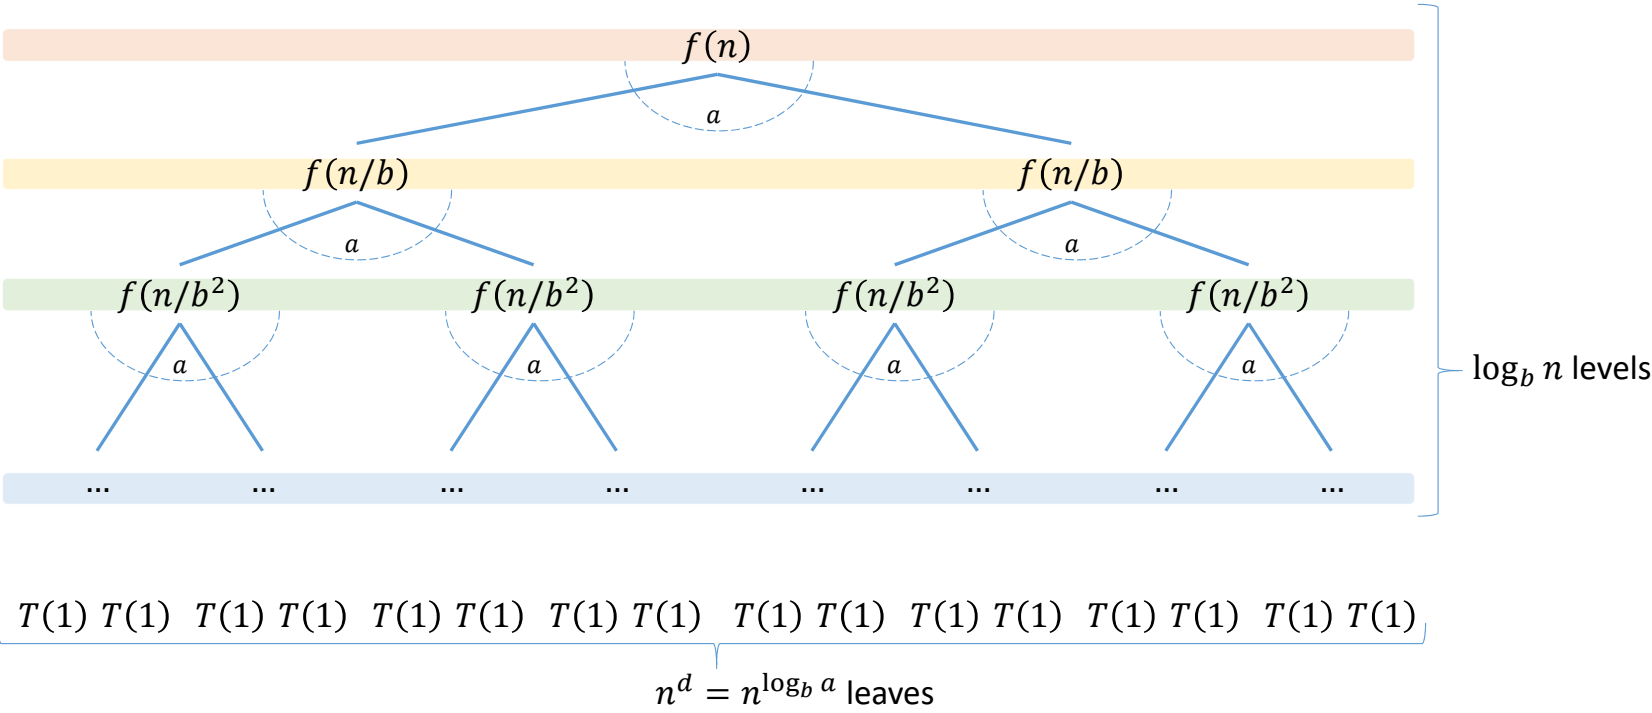 f(n)
a
f(n/b) f(n/b)
a a
f(n/b²) f(n/b²) f(n/b²) f(n/b²)
a a a a
log_b n levels
... ... ... ... ... ... ... ...
T(1) T(1) T(1) T(1) T(1) T(1) T(1) T(1) T(1) T(1) T(1) T(1) T(1) T(1) T(1) T(1)
n^d = n^{log_b a} leaves